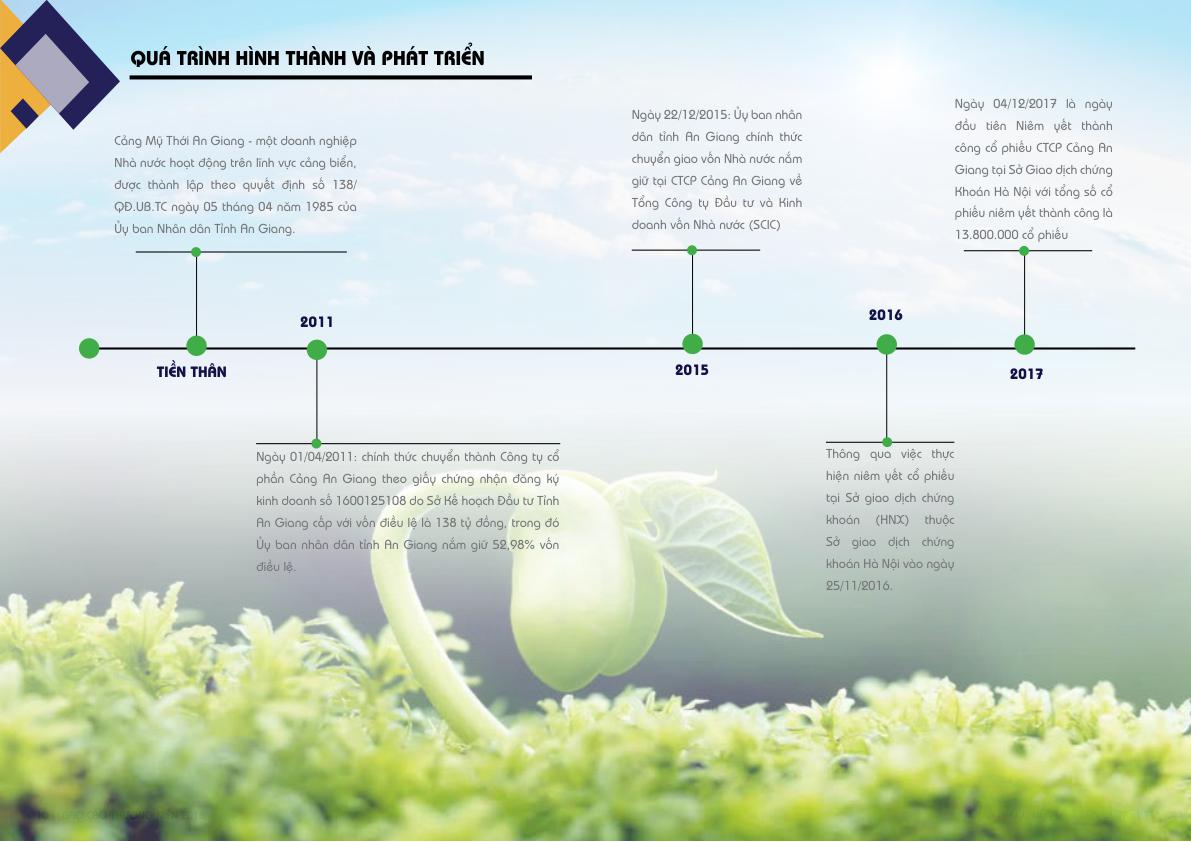 QUÁ TRÌNH HÌNH THÀNH VÀ PHÁT TRIỂN
Cảng Mỹ Thới An Giang - một doanh nghiệp
Nhà nước hoạt động trên lĩnh vực cảng biển,
được thành lập theo quyết định số 138/
QĐ.UB.TC ngày 05 tháng 04 năm 1985 của
Ủy ban Nhân dân Tỉnh An Giang.
TIỀN THÂN
2011
Ngày 01/04/2011: chính thức chuyển thành Công ty cổ
phần Cảng An Giang theo giấy chứng nhận đăng ký
kinh doanh số 1600125108 do Sở Kế hoạch Đầu tư Tỉnh
An Giang cấp với vốn điều lệ là 138 tỷ đồng, trong đó
Ủy ban nhân dân tỉnh An Giang nắm giữ 52,98% vốn
điều lệ.
Ngày 22/12/2015: Ủy ban nhân
dân tỉnh An Giang chính thức
chuyển giao vốn Nhà nước nắm
giữ tại CTCP Cảng An Giang về
Tổng Công ty Đầu tư và Kinh
doanh vốn Nhà nước (SCIC)
2015
2016
Thông qua việc thực
hiện niêm yết cổ phiếu
tại Sở giao dịch chứng
khoán (HNX) thuộc
Sở giao dịch chứng
khoán Hà Nội vào ngày
25/11/2016.
Ngày 04/12/2017 là ngày
đầu tiên Niêm yết thành
công cổ phiếu CTCP Cảng An
Giang tại Sở Giao dịch chứng
Khoán Hà Nội với tổng số cổ
phiếu niêm yết thành công là
13.800.000 cổ phiếu
2017